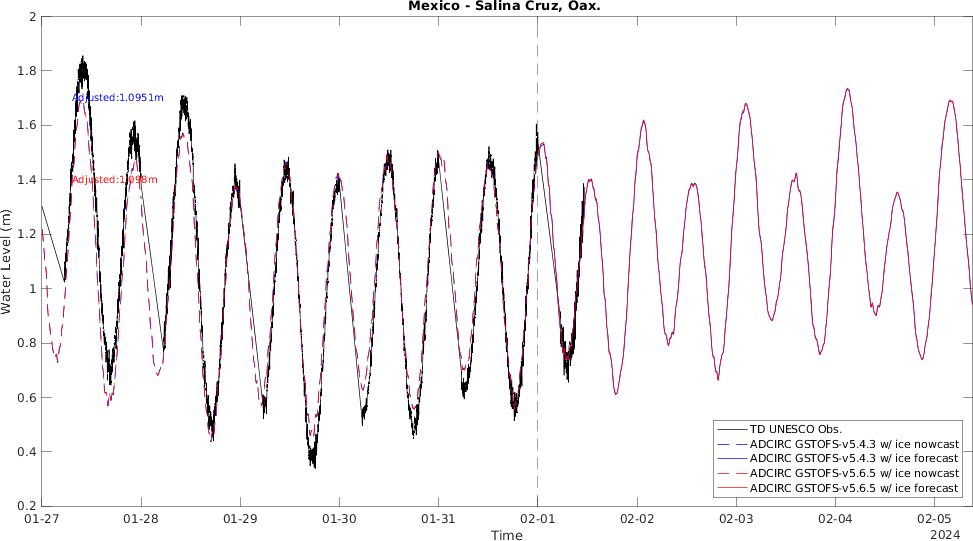 Mexico - Salina Cruz, Oax.
2
1.8
1.6
1.4
1.2
1
0.8
0.6
0.4
0.2
Water Level (m)
Adjusted:1.0951m
Adjusted:1.098m
TD UNESCO Obs.
ADCIRC GSTOFS-v5.4.3 w/ ice nowcast
ADCIRC GSTOFS-v5.4.3 w/ ice forecast
ADCIRC GSTOFS-v5.6.5 w/ ice nowcast
ADCIRC GSTOFS-v5.6.5 w/ ice forecast
01-27 01-28 01-29 01-30 01-31 02-01 02-02 02-03 02-04 02-05
Time 2024